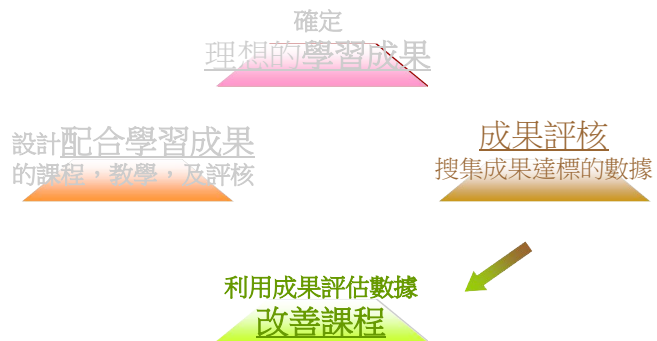 確定
理想的學習成果
設計配合學習成果
的課程，教學，及評核
成果評核
搜集成果達標的數據
利用成果評估數據
改善課程